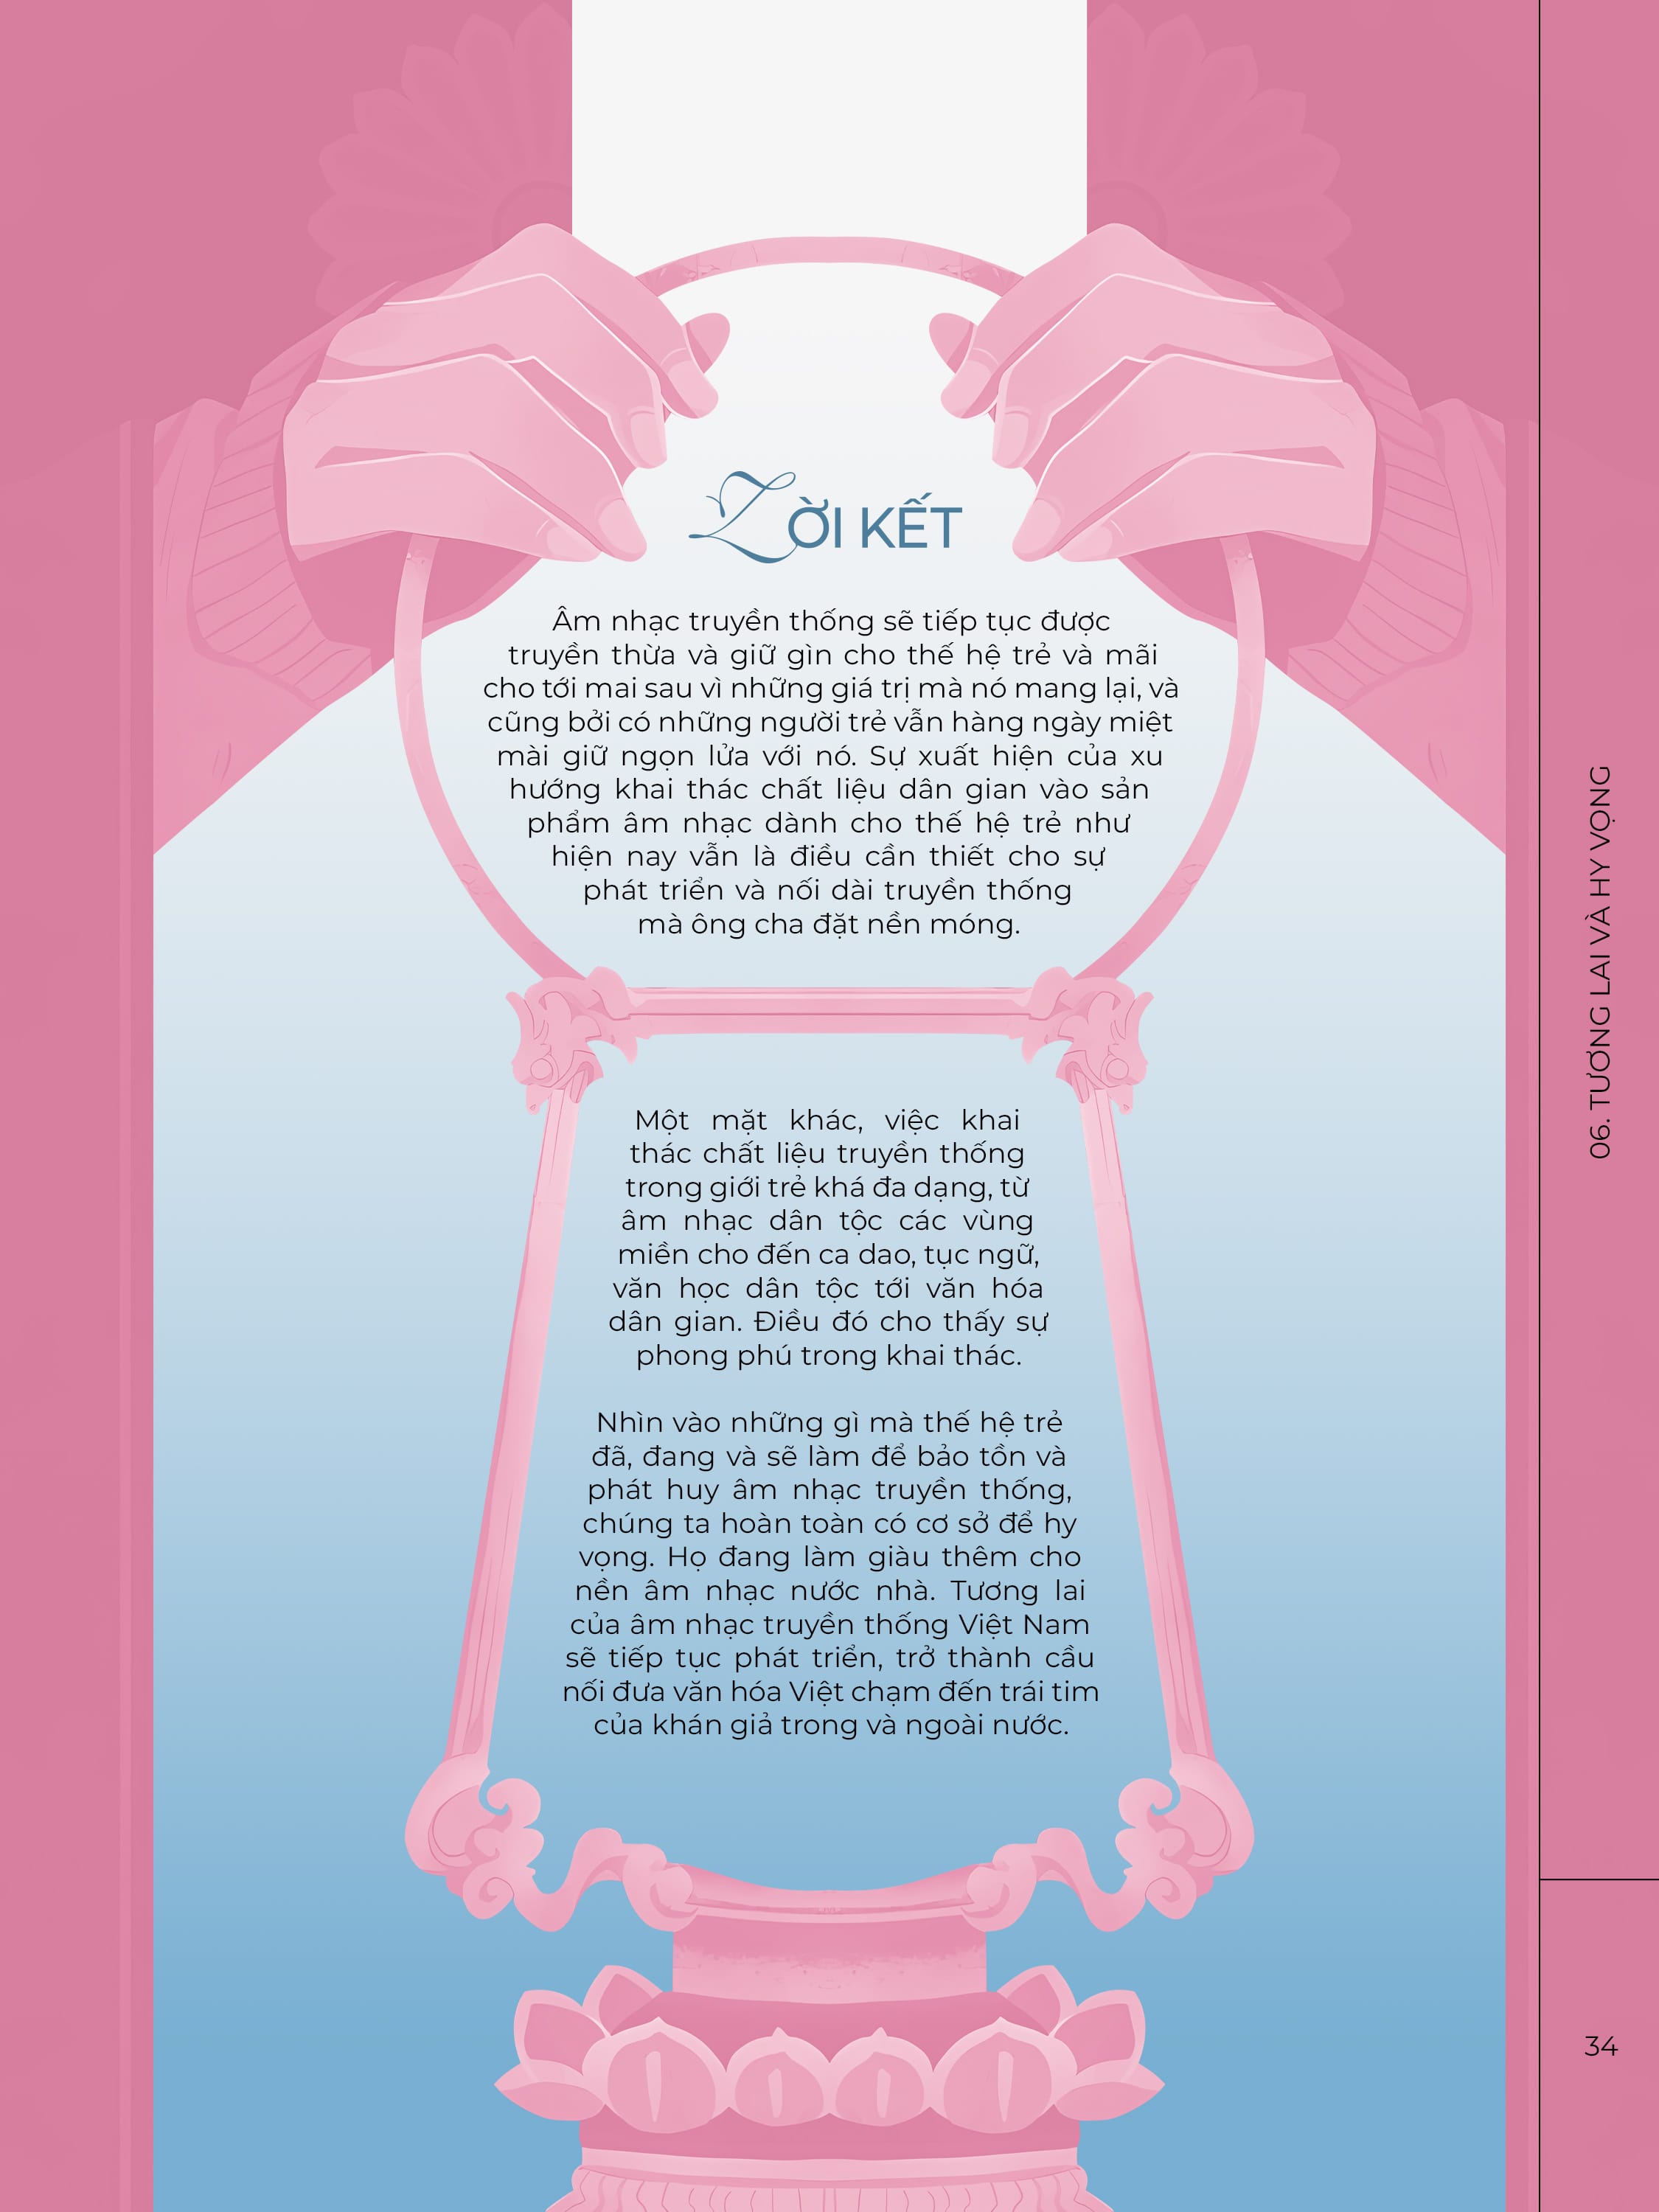 LỜI KẾT
Âm nhạc truyền thống sẽ tiếp tục được
truyền thừa và giữ gìn cho thế hệ trẻ và mãi
cho tới mai sau vì những giá trị mà nó mang lại, và
cũng bởi có những người trẻ vẫn hàng ngày miệt
mài giữ ngọn lửa với nó. Sự xuất hiện của xu
hướng khai thác chất liệu dân gian vào sản
phẩm âm nhạc dành cho thế hệ trẻ như
hiện nay vẫn là điều cần thiết cho sự
phát triển và nối dài truyền thống
mà ông cha đặt nền móng.
Một mặt khác, việc khai
thác chất liệu truyền thống
trong giới trẻ khá đa dạng, từ
âm nhạc dân tộc các vùng
miền cho đến ca dao, tục ngữ,
văn học dân tộc tới văn hóa
dân gian. Điều đó cho thấy sự
phong phú trong khai thác.
Nhìn vào những gì mà thế hệ trẻ
đã, đang và sẽ làm để bảo tồn và
phát huy âm nhạc truyền thống,
chúng ta hoàn toàn có cơ sở để hy
vọng. Họ đang làm giàu thêm cho
nền âm nhạc nước nhà. Tương lai
của âm nhạc truyền thống Việt Nam
sẽ tiếp tục phát triển, trở thành cầu
nối đưa văn hóa Việt chạm đến trái tim
của khán giả trong và ngoài nước.
06. TƯƠNG LAI VÀ HY VỌNG
34